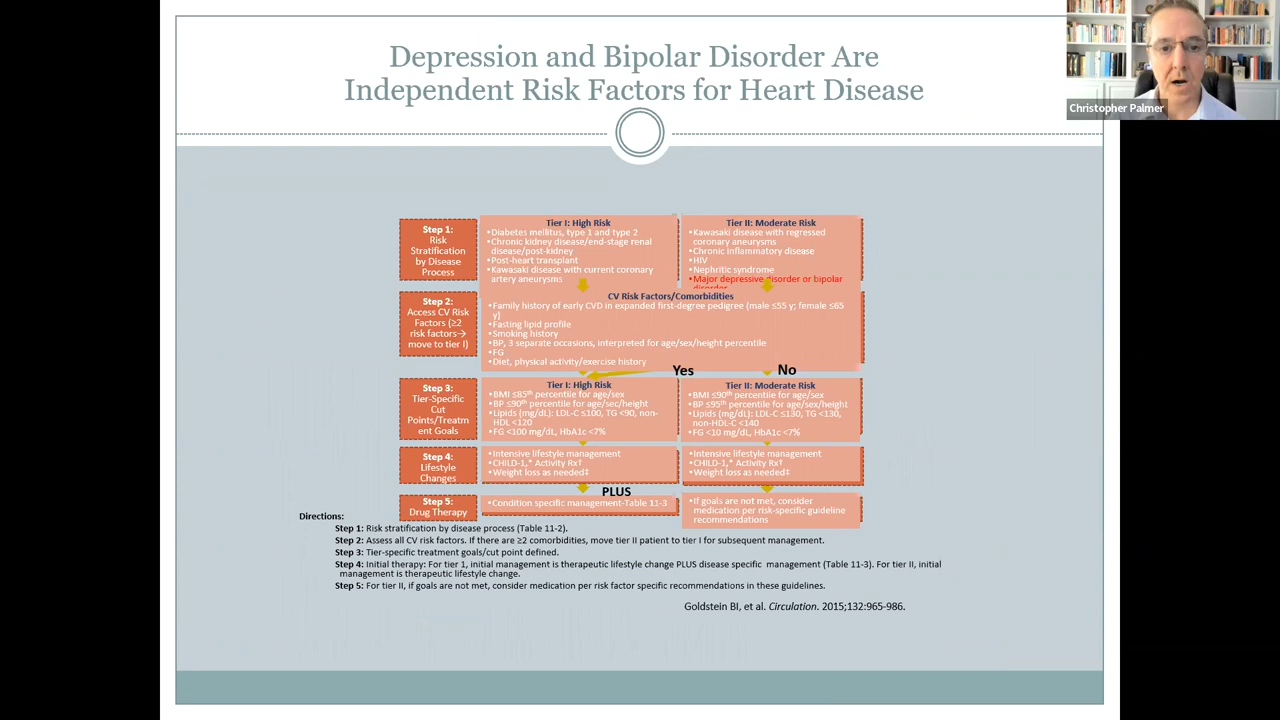 Depression and Bipolar Disorder Are
Independent Risk Factors for Heart Disease
Christopher Palmer
Step 1:
Risk
Stratification
by Disease
Process
Tier I: High Risk
•Diabetes mellitus, type 1 and type 2
•Chronic kidney disease/end-stage renal
disease/post-kidney
•Post-heart transplant
•Kawasaki disease with current coronary
artery aneurysms
Tier II: Moderate Risk
•Kawasaki disease with regressed
coronary aneurysms
•Chronic inflammatory disease
•HIV
•Nephritic syndrome
•Major depressive disorder or bipolar
disorder
Step 2:
Access CV Risk
Factors (≥2
risk factors→
move to tier I)
CV Risk Factors/Comorbidities
•Family history of early CVD in expanded first-degree pedigree (male ≤55 y; female ≤65
y)
•Fasting lipid profile
•Smoking history
•BP, 3 separate occasions, interpreted for age/sex/height percentile
•FG
•Diet, physical activity/exercise history
Yes
No
Step 3:
Tier-Specific
Cut
Points/Treatm
ent Goals
Tier I: High Risk
•BMI ≤85th percentile for age/sex
•BP ≤90th percentile for age/sec/height
•Lipids (mg/dL): LDL-C ≤100, TG <90, non-
HDL <120
•FG <100 mg/dL, HbA1c <7%
Tier II: Moderate Risk
•BMI ≤90th percentile for age/sex
•BP ≤95th percentile for age/sex/height
•Lipids (mg/dL): LDL-C ≤130, TG <130,
non-HDL-C <140
•FG <10 mg/dL, HbA1c <7%
Step 4:
Lifestyle
Changes
•Intensive lifestyle management
•CHILD-1,* Activity Rx†
•Weight loss as needed‡
•Intensive lifestyle management
•CHILD-1,* Activity Rx†
•Weight loss as needed‡
PLUS
Step 5:
Drug Therapy
•Condition specific management-Table 11-3
•If goals are not met, consider
medication per risk-specific guideline
recommendations
Directions:
Step 1: Risk stratification by disease process (Table 11-2).
Step 2: Assess all CV risk factors. If there are ≥2 comorbidities, move tier II patient to tier I for subsequent management.
Step 3: Tier-specific treatment goals/cut point defined.
Step 4: Initial therapy: For tier 1, initial management is therapeutic lifestyle change PLUS disease specific management (Table 11-3). For tier II, initial
management is therapeutic lifestyle change.
Step 5: For tier II, if goals are not met, consider medication per risk factor specific recommendations in these guidelines.
Goldstein BI, et al. Circulation. 2015;132:965-986.